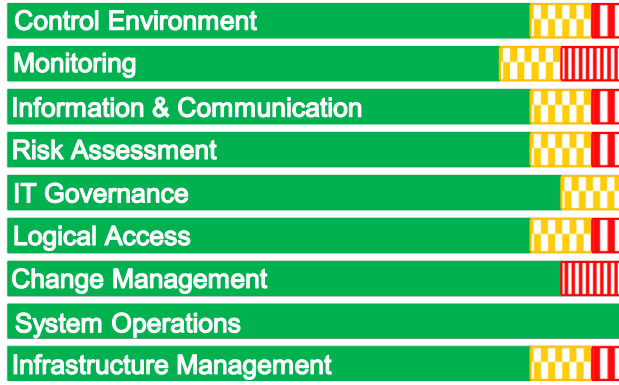 Control Environment
Monitoring
Information & Communication
Risk Assessment
IT Governance
Logical Access
Change Management
System Operations
Infrastructure Management